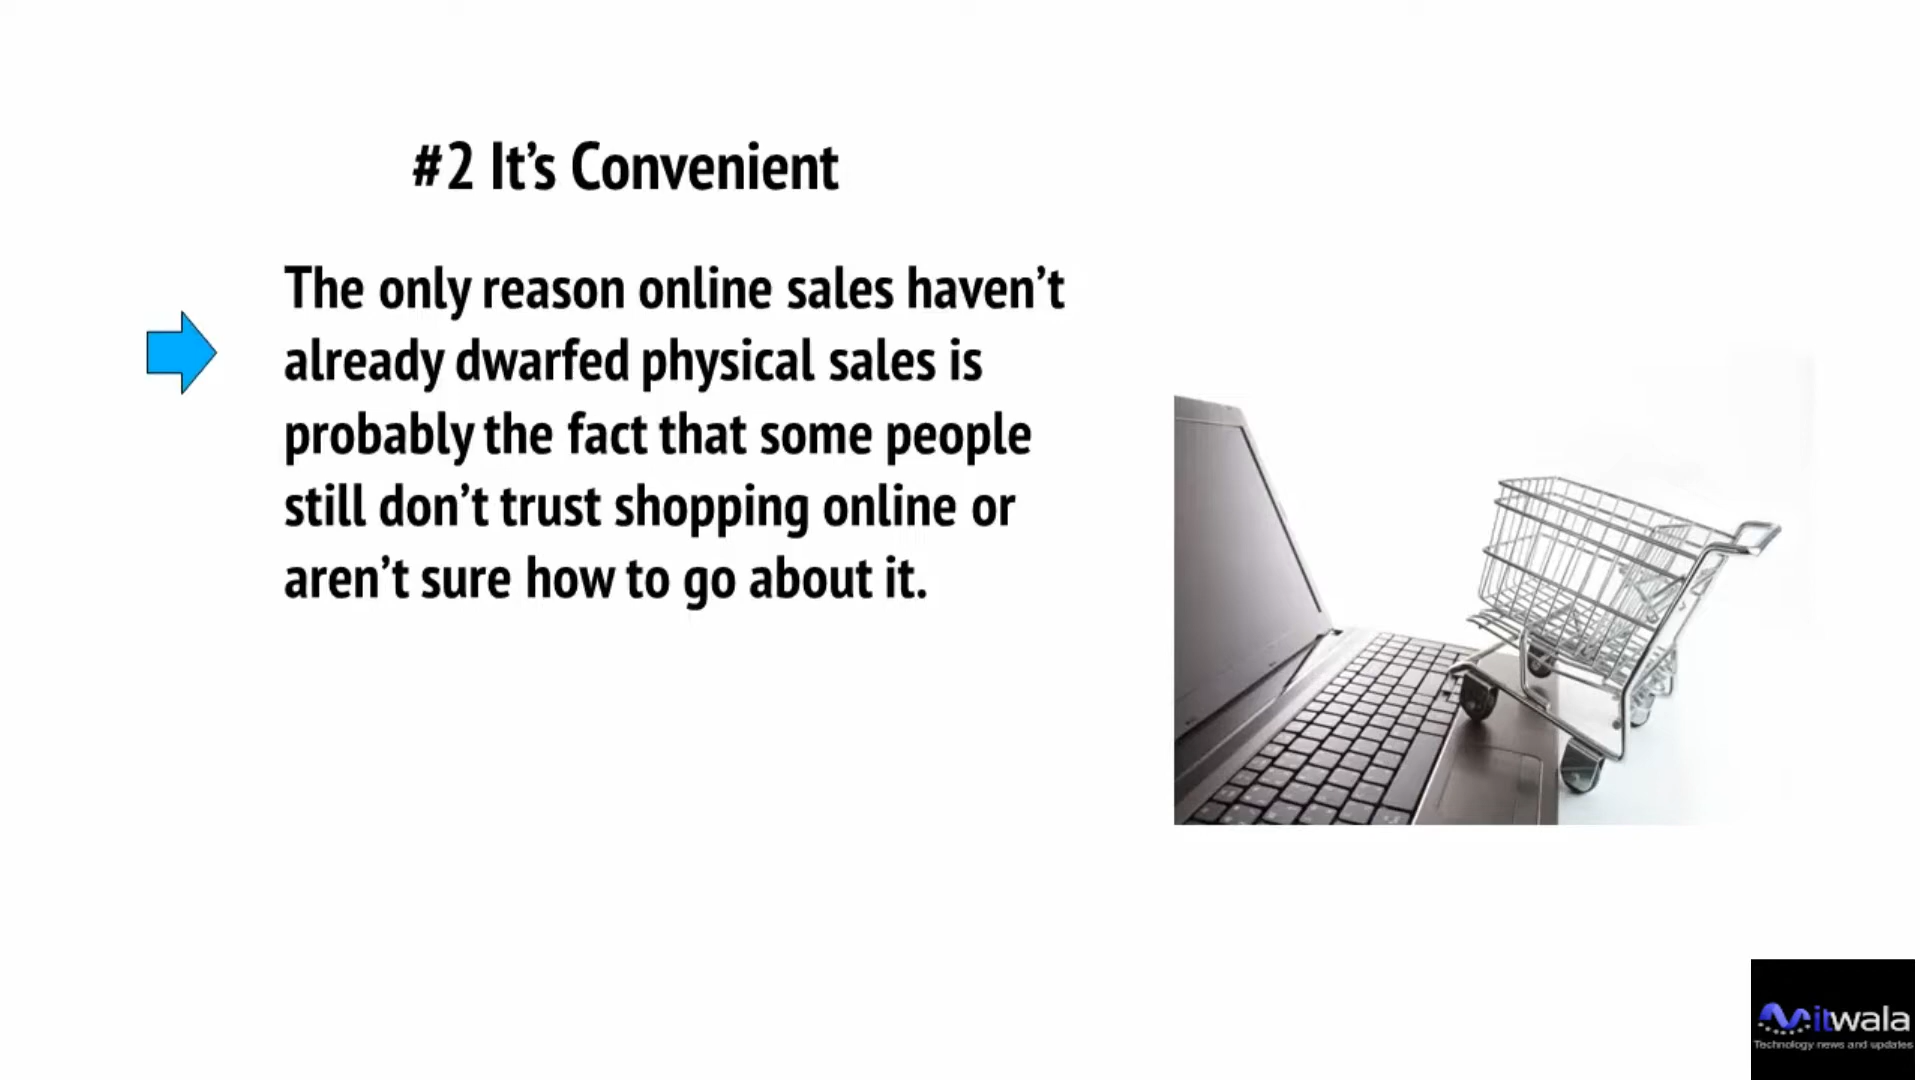 #2 It’s Convenient
The only reason online sales haven’t
already dwarfed physical sales is
probably the fact that some people
still don’t trust shopping online or
aren’t sure how to go about it.
itwala
Technology news and updates